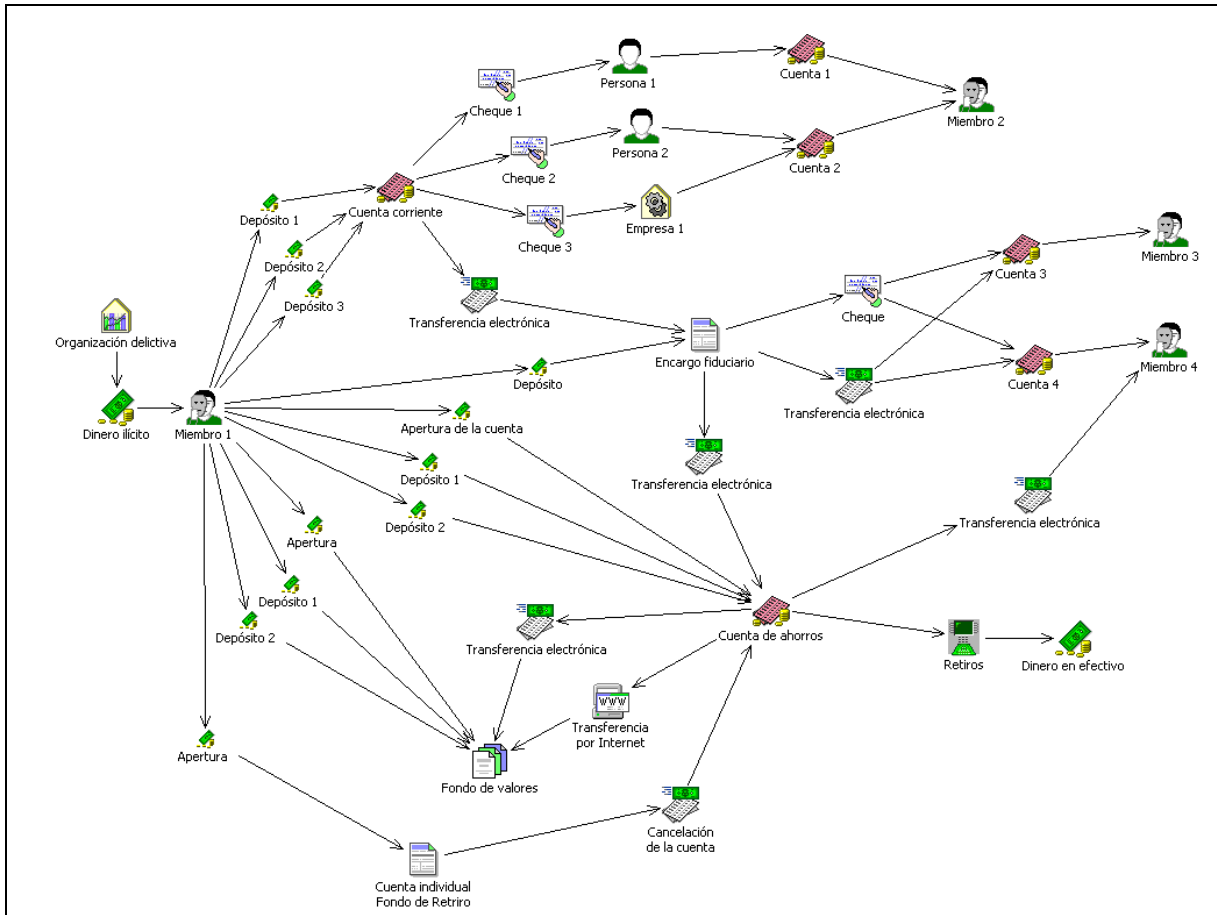 Cuenta 1
Persona 1
Cheque 1
Miembro 2
Persona 2
Cuenta 2
Cheque 2
Depósito 1
Cuenta corriente
Empresa 1
Cheque 3
Depósito 2
Miembro 3
Cuenta 3
Depósito 3
Cheque
Transferencia electrónica
Organización delictiva
Encargo fiduciario
Miembro 4
Depósito
Cuenta 4
Transferencia electrónica
Dinero ilícito
Miembro 1
Apertura de la cuenta
Depósito 1
Transferencia electrónica
Depósito 2
Transferencia electrónica
Apertura
Depósito 1
Depósito 2
Cuenta de ahorros
Transferencia electrónica
Retiros
Dinero en efectivo
WWW
Transferencia
por Internet
Apertura
Fondo de valores
Cancelación
de la cuenta
Cuenta individual
Fondo de Retriro